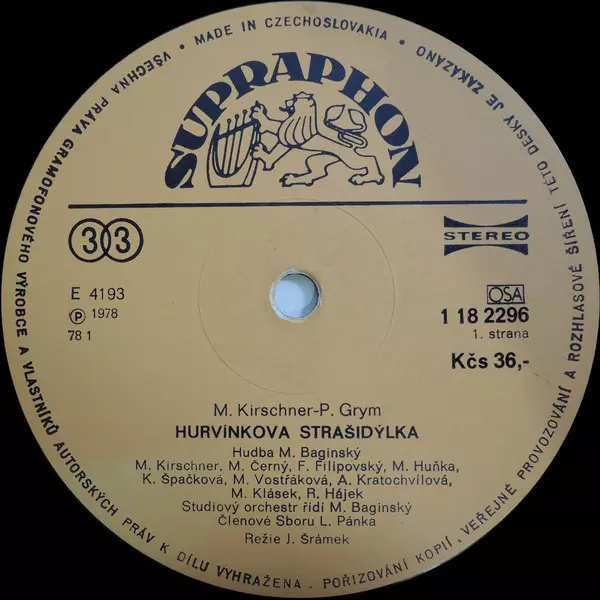 MADE IN CZECHOSLOVAKIA •
VŠECHNA PRÁVA GRAMOFONOVÉHO VÝROBCE A VLASTNÍKŮ AUTORSKÝCH PRÁV K DÍLU VYHRAŽENA. POŘIZOVÁNÍ KOPIÍ, VEŘEJNÉ PROVOZOVÁNÍ A ROZHLASOVÉ ŠÍŘENÍ TÉTO DESKY JE ZAKÁZÁNO •
SUPRAPHON
33
STEREO
E 4193
℗ 1978
78 1
OSA
1 18 2296
1. strana
Kčs 36,-
M. Kirschner-P. Grym
HURVÍNKOVA STRAŠIDÝLKA
Hudba M. Baginský
M. Kirschner, M. Černý, F. Filipovský, M. Huňka,
K. Špačková, M. Vostřáková, A. Kratochvílová,
M. Klásek, R. Hájek
Studiový orchestr řídí M. Baginský
Členové Sboru L. Pánka
Režie J. Šrámek